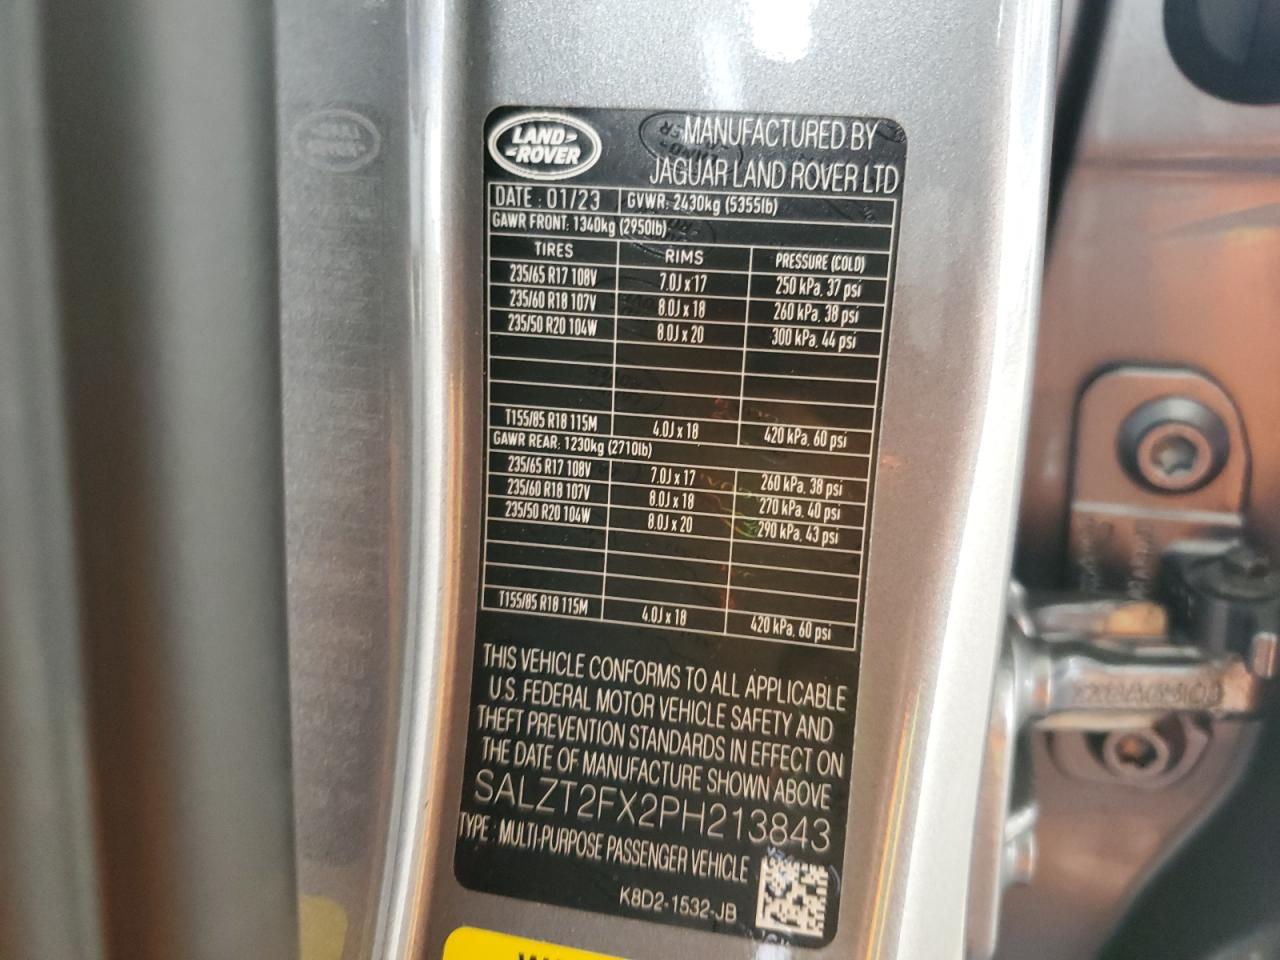 LAND ROVER
MANUFACTURED BY
JAGUAR LAND ROVER LTD
DATE : 01/23 GVWR: 2430kg (5355lb)
GAWR FRONT: 1340kg (2950lb)
TIRES RIMS PRESSURE (COLD)
235/65 R17 108V 7.0J x 17 250 kPa, 37 psi
235/60 R18 107V 8.0J x 18 260 kPa, 38 psi
235/50 R20 104W 8.0J x 20 300 kPa, 44 psi
T155/85 R18 115M 4.0J x 18 420 kPa, 60 psi
GAWR REAR: 1230kg (2710lb)
235/65 R17 108V 7.0J x 17 260 kPa, 38 psi
235/60 R18 107V 8.0J x 18 270 kPa, 40 psi
235/50 R20 104W 8.0J x 20 290 kPa, 43 psi
T155/85 R18 115M 4.0J x 18 420 kPa, 60 psi
THIS VEHICLE CONFORMS TO ALL APPLICABLE
U.S. FEDERAL MOTOR VEHICLE SAFETY AND
THEFT PREVENTION STANDARDS IN EFFECT ON
THE DATE OF MANUFACTURE SHOWN ABOVE
SALZT2FX2PH213843
TYPE : MULTI-PURPOSE PASSENGER VEHICLE
K8D2-1532-JB